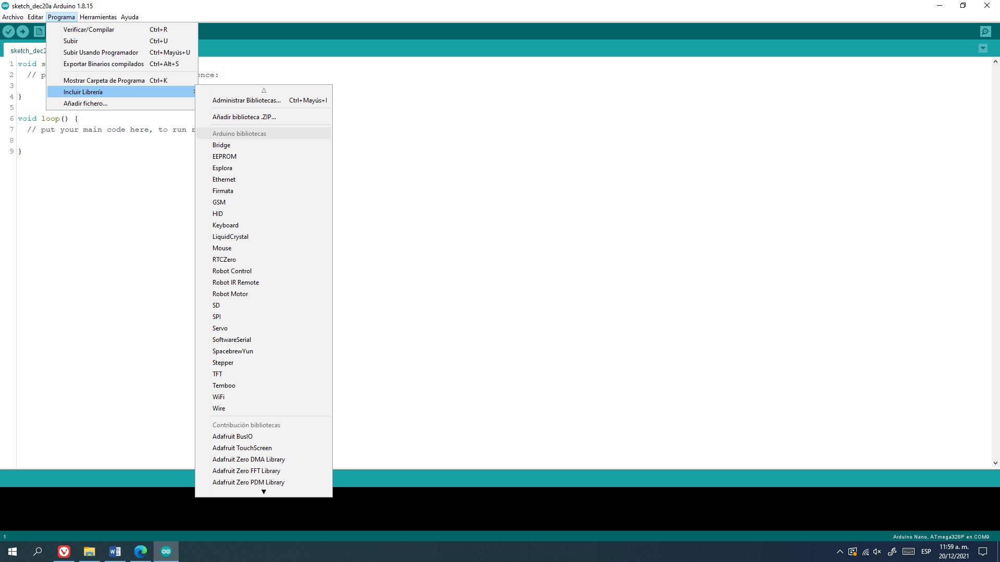 sketch_dec20a Arduino 1.8.15
Archivo Editar Programa Herramientas Ayuda
Verificar/Compilar Ctrl+R
Subir Ctrl+U
Subir Usando Programador Ctrl+Mayús+U
Exportar Binarios compilados Ctrl+Alt+S
Mostrar Carpeta de Programa Ctrl+K
Incluir Librería
Añadir fichero...
sketch_dec2
1 void s
2 // p once:
3
4 }
5
6 void loop() {
7 // put your main code here, to run r
8
9 }
Administrar Bibliotecas... Ctrl+Mayús+I
Añadir biblioteca .ZIP...
Arduino bibliotecas
Bridge
EEPROM
Esplora
Ethernet
Firmata
GSM
HID
Keyboard
LiquidCrystal
Mouse
RTCZero
Robot Control
Robot IR Remote
Robot Motor
SD
SPI
Servo
SoftwareSerial
SpacebrewYun
Stepper
TFT
Temboo
WiFi
Wire
Contribución bibliotecas
Adafruit BusIO
Adafruit TouchScreen
Adafruit Zero DMA Library
Adafruit Zero FFT Library
Adafruit Zero PDM Library
1 Arduino Nano, ATmega328P en COM9
ESP
11:59 a. m.
20/12/2021